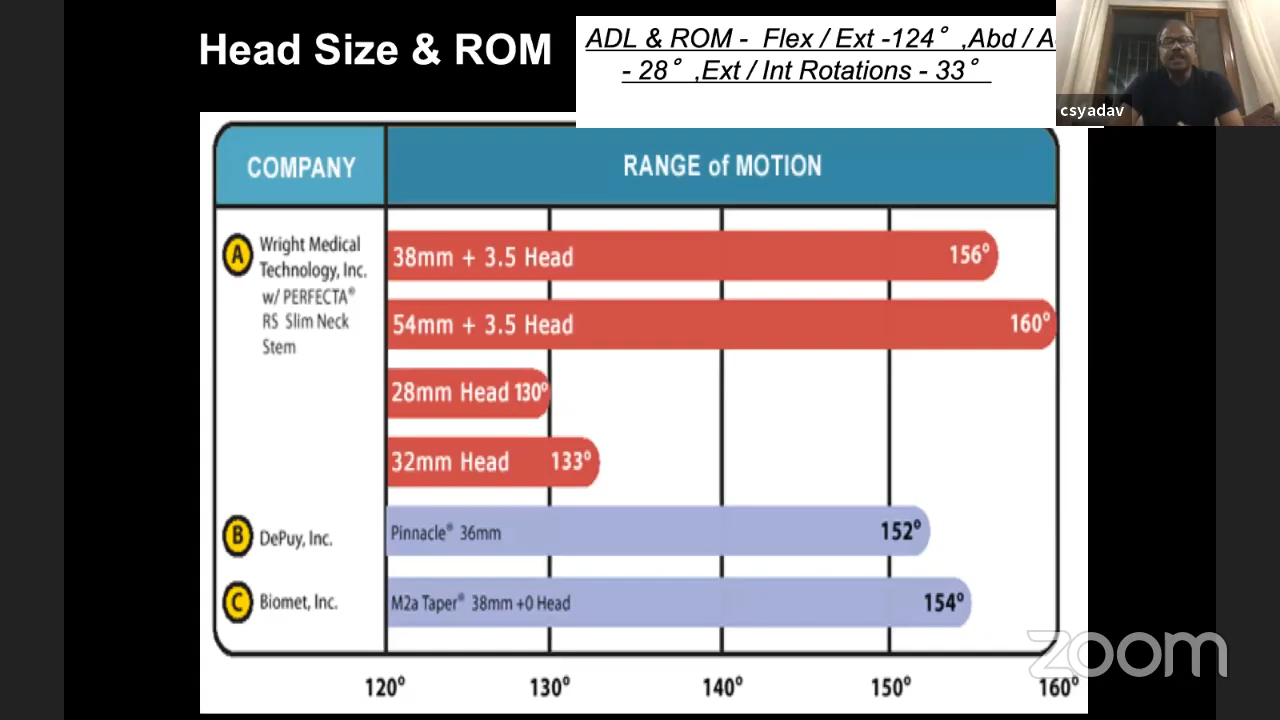 Head Size & ROM
ADL & ROM - Flex / Ext -124° ,Abd / A
- 28° ,Ext / Int Rotations - 33°
csyadav
COMPANY
RANGE of MOTION
A
Wright Medical
Technology, Inc.
w/ PERFECTA®
RS Slim Neck
Stem
38mm + 3.5 Head 156°
54mm + 3.5 Head 160°
28mm Head 130°
32mm Head 133°
B DePuy, Inc.
Pinnacle® 36mm 152°
C Biomet, Inc.
M2a Taper® 38mm +0 Head 154°
120° 130° 140° 150° 160°
zoom